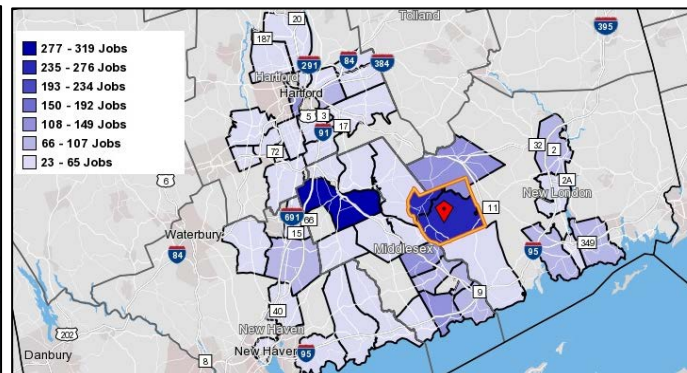 277 - 319 Jobs
235 - 276 Jobs
193 - 234 Jobs
150 - 192 Jobs
108 - 149 Jobs
66 - 107 Jobs
23 - 65 Jobs
20
Tolland
395
187
291
84
384
Hartford
Hartford
5
3
17
91
72
32
2
6
2A
New London
691
66
11
15
Waterbury
Middlesex
84
95
349
9
40
202
New Haven
New Haven
95
Danbury
8